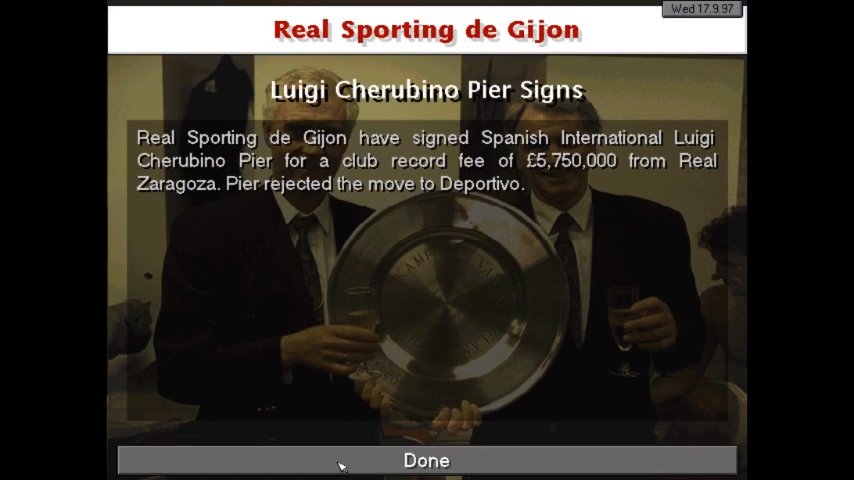 Wed 17.9.97
Real Sporting de Gijon
Luigi Cherubino Pier Signs
Real Sporting de Gijon have signed Spanish International Luigi
Cherubino Pier for a club record fee of £5,750,000 from Real
Zaragoza. Pier rejected the move to Deportivo.
KAMPIOEN VAN
Done